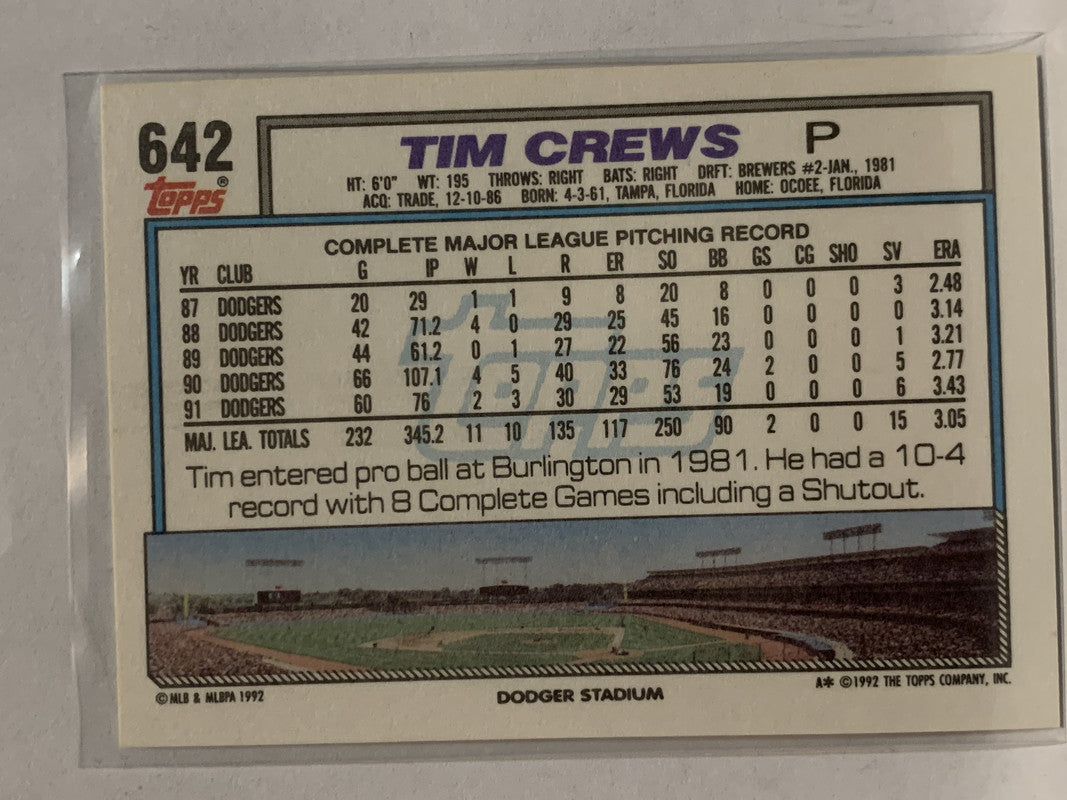 642
TOPPS®
TIM CREWS P
HT: 6'0" WT: 195 THROWS: RIGHT BATS: RIGHT DRFT: BREWERS #2-JAN., 1981
ACQ: TRADE, 12-10-86 BORN: 4-3-61, TAMPA, FLORIDA HOME: OCOEE, FLORIDA
COMPLETE MAJOR LEAGUE PITCHING RECORD
YR CLUB G IP W L R ER SO BB GS CG SHO SV ERA
87 DODGERS 20 29 1 1 9 8 20 8 0 0 0 3 2.48
88 DODGERS 42 71.2 4 0 29 25 45 16 0 0 0 0 3.14
89 DODGERS 44 61.2 0 1 27 22 56 23 0 0 0 1 3.21
90 DODGERS 66 107.1 4 5 40 33 76 24 2 0 0 5 2.77
91 DODGERS 60 76 2 3 30 29 53 19 0 0 0 6 3.43
MAJ. LEA. TOTALS 232 345.2 11 10 135 117 250 90 2 0 0 15 3.05
Topps
Tim entered pro ball at Burlington in 1981. He had a 10-4
record with 8 Complete Games including a Shutout.
© MLB & MLBPA 1992
DODGER STADIUM
A* © 1992 THE TOPPS COMPANY, INC.